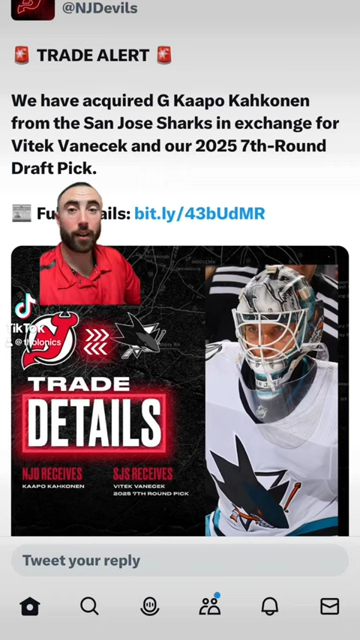 @NJDevils
🚨 TRADE ALERT 🚨
We have acquired G Kaapo Kahkonen
from the San Jose Sharks in exchange for
Vitek Vanecek and our 2025 7th-Round
Draft Pick.
ails: bit.ly/43bUdMR
TikTok
@tholonics
TRADE
DETAILS
NJD RECEIVES
KAAPO KAHKONEN
SJS RECEIVES
VITEK VANECEK
2025 7TH ROUND PICK
Tweet your reply